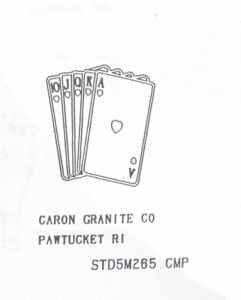 10 J Q K A
A
CARON GRANITE CO
PAWTUCKET RI
STD5M265.CMP